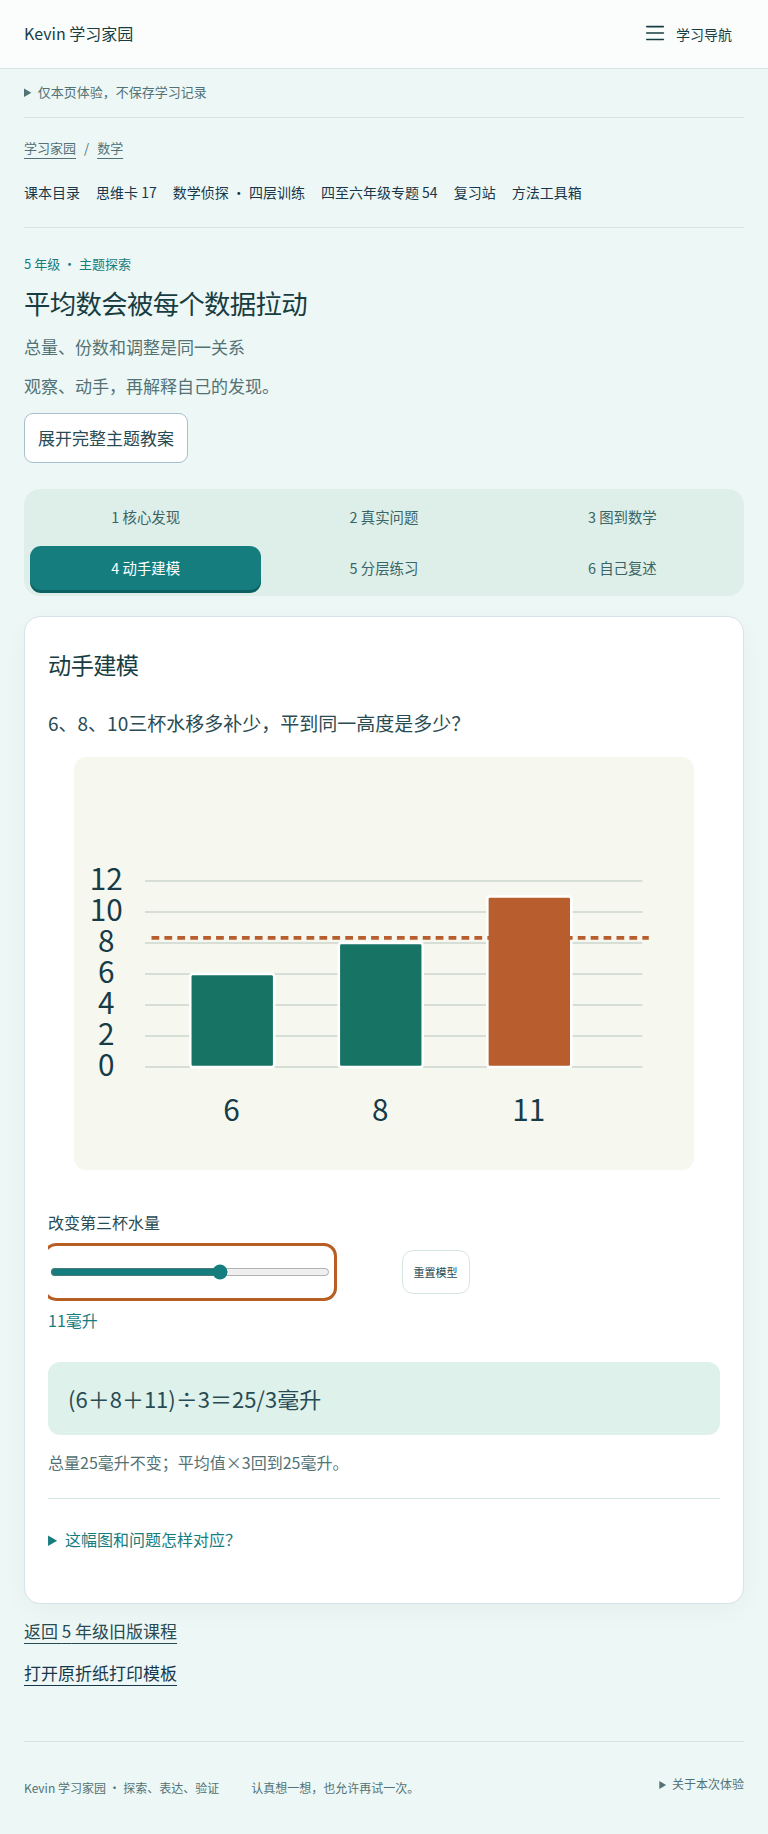 Kevin 学习家园
学习导航
▶ 仅本页体验，不保存学习记录
学习家园 / 数学
课本目录 思维卡 17 数学侦探 · 四层训练 四至六年级专题 54 复习站 方法工具箱
5 年级 · 主题探索
平均数会被每个数据拉动
总量、份数和调整是同一关系
观察、动手，再解释自己的发现。
展开完整主题教案
1 核心发现 2 真实问题 3 图到数学
4 动手建模 5 分层练习 6 自己复述
动手建模
6、8、10三杯水移多补少，平到同一高度是多少？
12
10
8
6
4
2
0
6 8 11
改变第三杯水量
重置模型
11毫升
(6＋8＋11)÷3＝25/3毫升
总量25毫升不变；平均值×3回到25毫升。
▶ 这幅图和问题怎样对应？
返回 5 年级旧版课程
打开原折纸打印模板
Kevin 学习家园 · 探索、表达、验证 认真想一想，也允许再试一次。 ▶ 关于本次体验